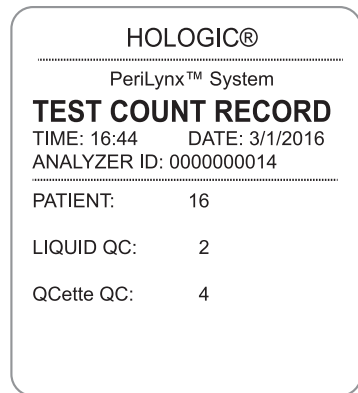 HOLOGIC®
PeriLynx™ System
TEST COUNT RECORD
TIME: 16:44 DATE: 3/1/2016
ANALYZER ID: 0000000014
PATIENT: 16
LIQUID QC: 2
QCette QC: 4